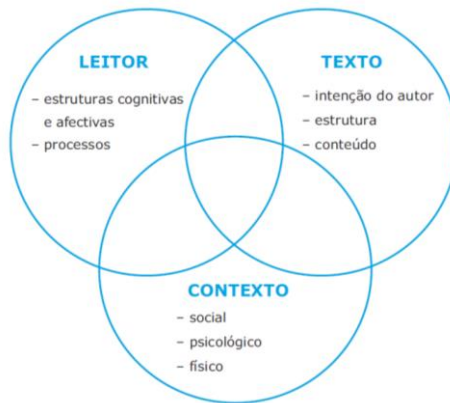 LEITOR
– estruturas cognitivas
e afectivas
– processos
TEXTO
– intenção do autor
– estrutura
– conteúdo
CONTEXTO
– social
– psicológico
– físico